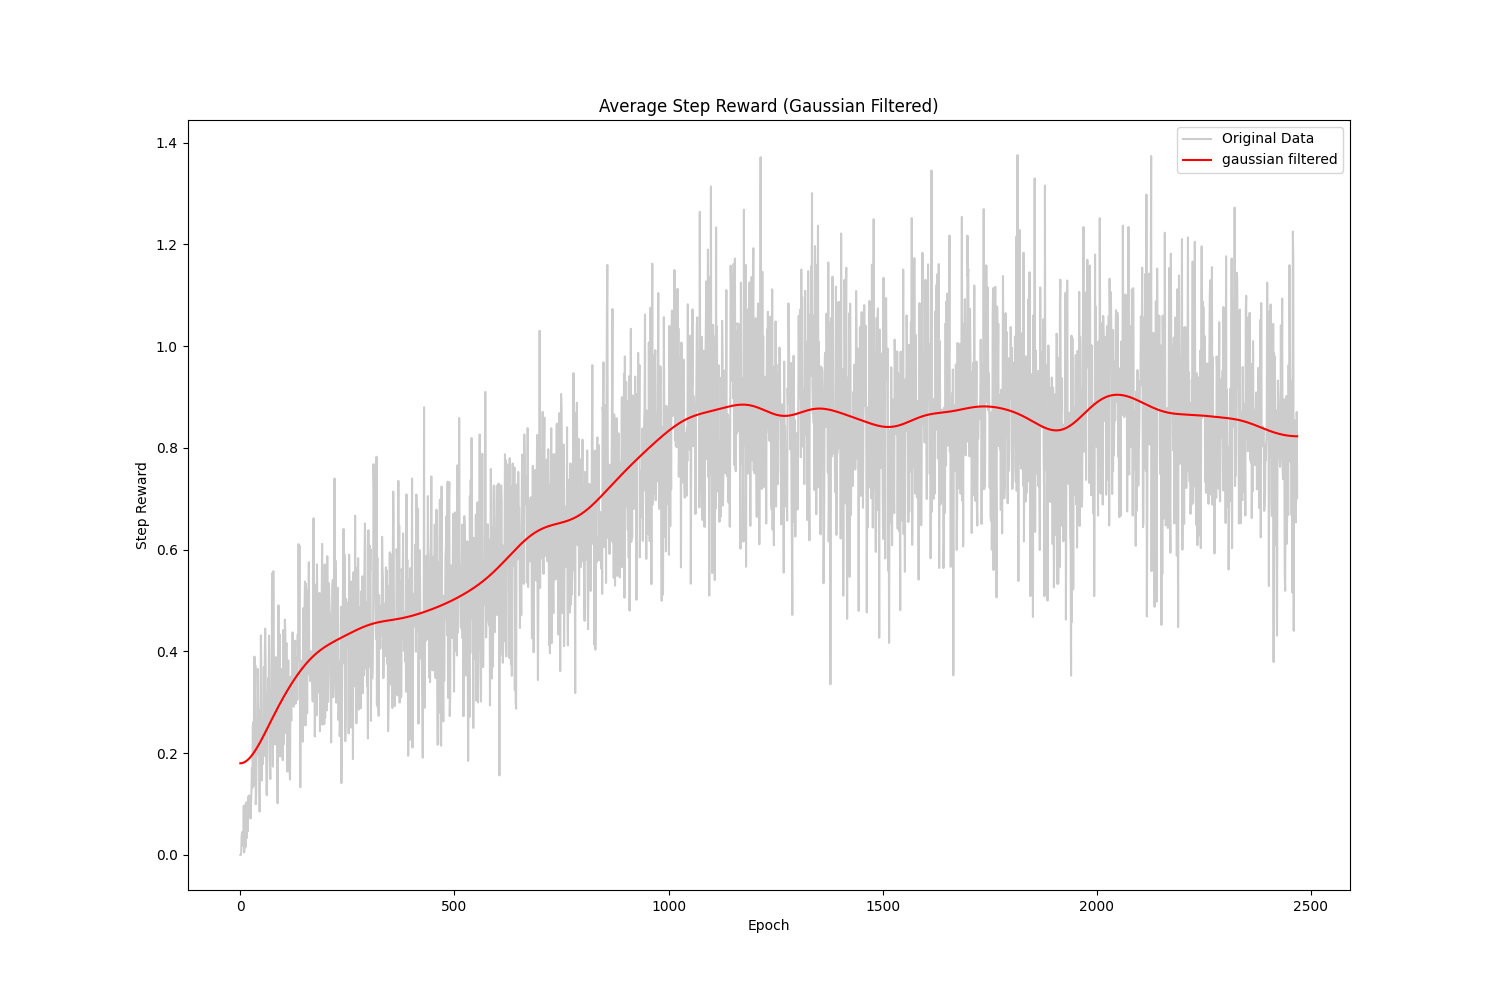 Average Step Reward (Gaussian Filtered)
Original Data
gaussian filtered
1.4
1.2
1.0
0.8
0.6
0.4
0.2
0.0
Step Reward
0 500 1000 1500 2000 2500
Epoch